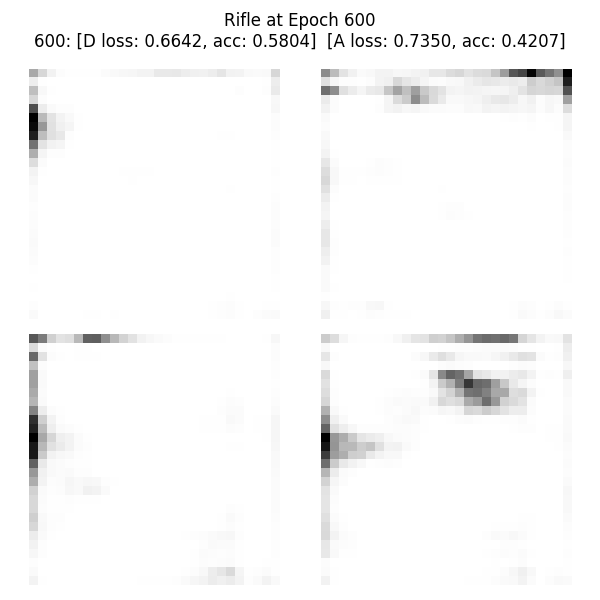 Rifle at Epoch 600
600: [D loss: 0.6642, acc: 0.5804]  [A loss: 0.7350, acc: 0.4207]